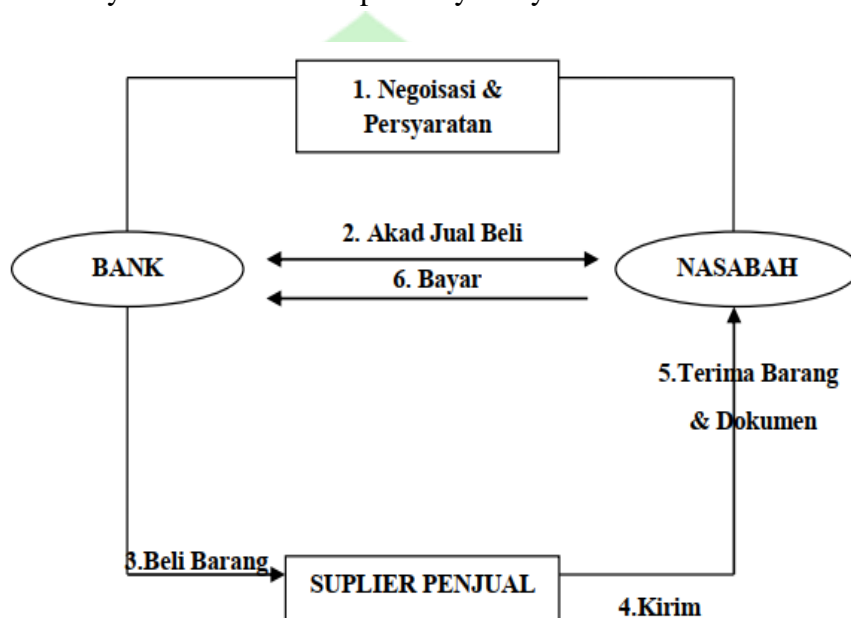 1. Negoisasi &
Persyaratan
2. Akad Jual Beli
BANK
NASABAH
6. Bayar
5.Terima Barang
& Dokumen
3.Beli Barang
SUPLIER PENJUAL
4.Kirim